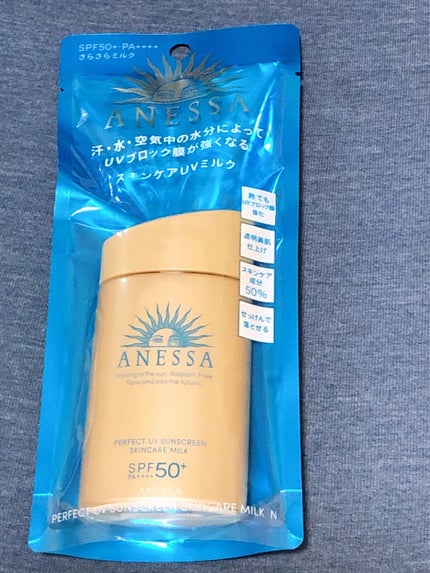 SPF50+・PA++++
さらさらミルク
ANESSA
汗・水・空気中の水分によって
UVブロック膜が強くなる
スキンケアUVミルク
熱でも
UVブロック膜
強化
透明美肌
仕上げ
スキンケア
成分
50%
せっけんで
落とせる
ANESSA
Shining in the sun. Radiant. Free.
Now and into the future.
PERFECT UV SUNSCREEN
SKINCARE MILK
SPF50+
PA++++
ANESSA
PERFECT UV SUNSCREEN SKINCARE MILK N